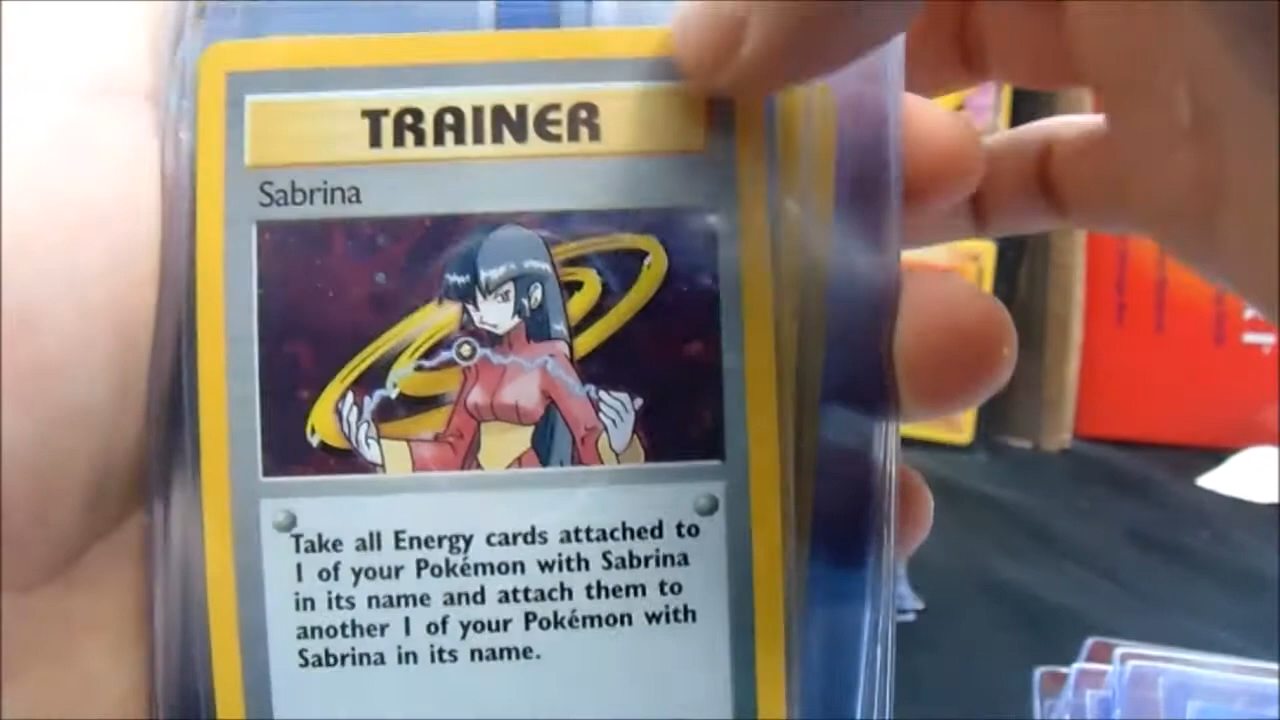 TRAINER
Sabrina
Take all Energy cards attached to
1 of your Pokémon with Sabrina
in its name and attach them to
another 1 of your Pokémon with
Sabrina in its name.